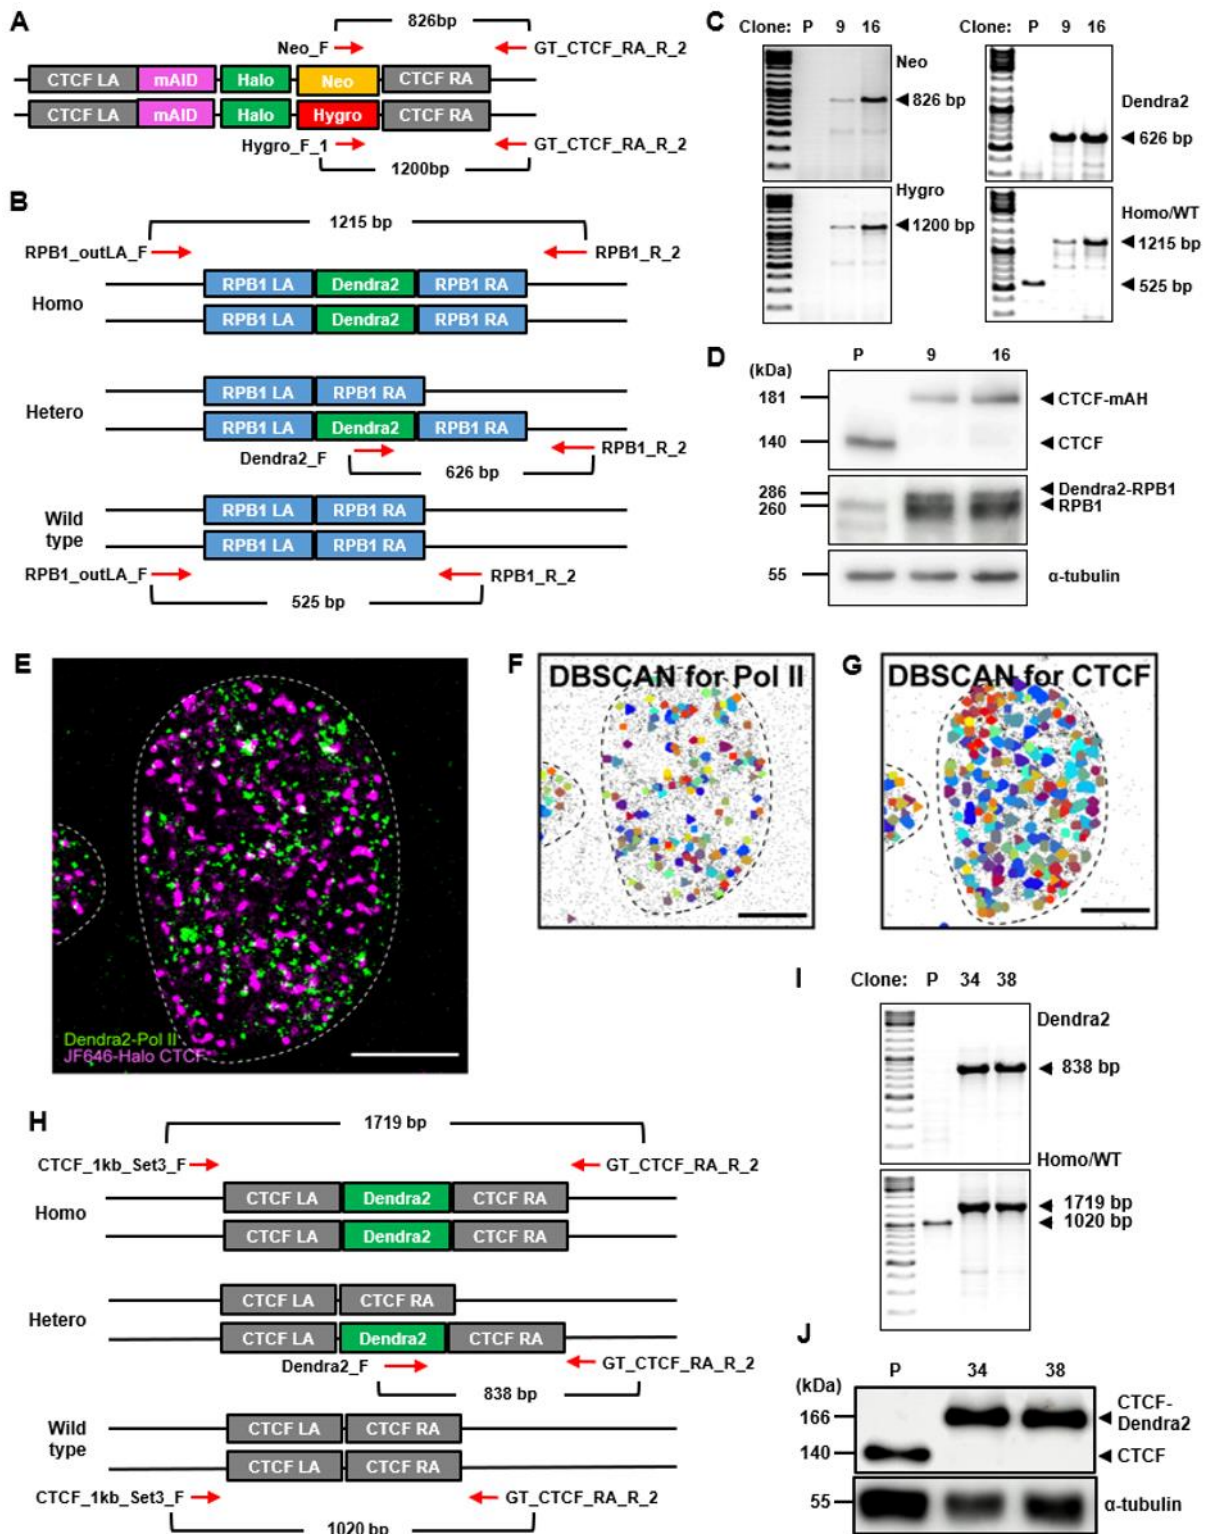 A
826bp
Neo_F
GT_CTCF_RA_R_2
CTCF LA mAID Halo Neo CTCF RA
CTCF LA mAID Halo Hygro CTCF RA
Hygro_F_1
GT_CTCF_RA_R_2
1200bp
B
1215 bp
RPB1_outLA_F
RPB1_R_2
Homo
RPB1 LA Dendra2 RPB1 RA
RPB1 LA Dendra2 RPB1 RA
Hetero
RPB1 LA RPB1 RA
RPB1 LA Dendra2 RPB1 RA
Dendra2_F
RPB1_R_2
626 bp
Wild
type
RPB1 LA RPB1 RA
RPB1 LA RPB1 RA
RPB1_outLA_F
RPB1_R_2
525 bp
C
Clone: P 9 16
Neo
826 bp
Hygro
1200 bp
Clone: P 9 16
Dendra2
626 bp
Homo/WT
1215 bp
525 bp
D
P 9 16
(kDa)
181
CTCF-mAH
140
CTCF
286
Dendra2-RPB1
260
RPB1
55
α-tubulin
E
Dendra2-Pol II
JF646-Halo CTCF
F
DBSCAN for Pol II
G
DBSCAN for CTCF
H
1719 bp
CTCF_1kb_Set3_F
GT_CTCF_RA_R_2
Homo
CTCF LA Dendra2 CTCF RA
CTCF LA Dendra2 CTCF RA
Hetero
CTCF LA CTCF RA
CTCF LA Dendra2 CTCF RA
Dendra2_F
GT_CTCF_RA_R_2
838 bp
Wild
type
CTCF LA CTCF RA
CTCF LA CTCF RA
CTCF_1kb_Set3_F
GT_CTCF_RA_R_2
1020 bp
I
Clone: P 34 38
Dendra2
838 bp
Homo/WT
1719 bp
1020 bp
J
P 34 38
(kDa)
166
CTCF-
Dendra2
140
CTCF
55
α-tubulin